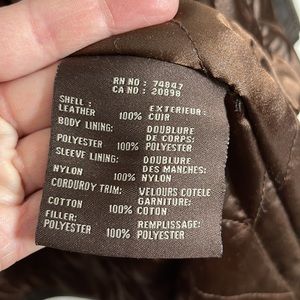 RN NO : 74847
CA NO : 20898
SHELL : EXTERIEUR:
LEATHER 100% CUIR
BODY LINING: DOUBLURE
DE CORPS:
POLYESTER 100% POLYESTER
SLEEVE LINING: DOUBLURE
DES MANCHES:
NYLON 100% NYLON
CORDUROY TRIM: VELOURS COTELE
GARNITURE:
COTTON 100% COTON
FILLER: REMPLISSAGE:
POLYESTER 100% POLYESTER